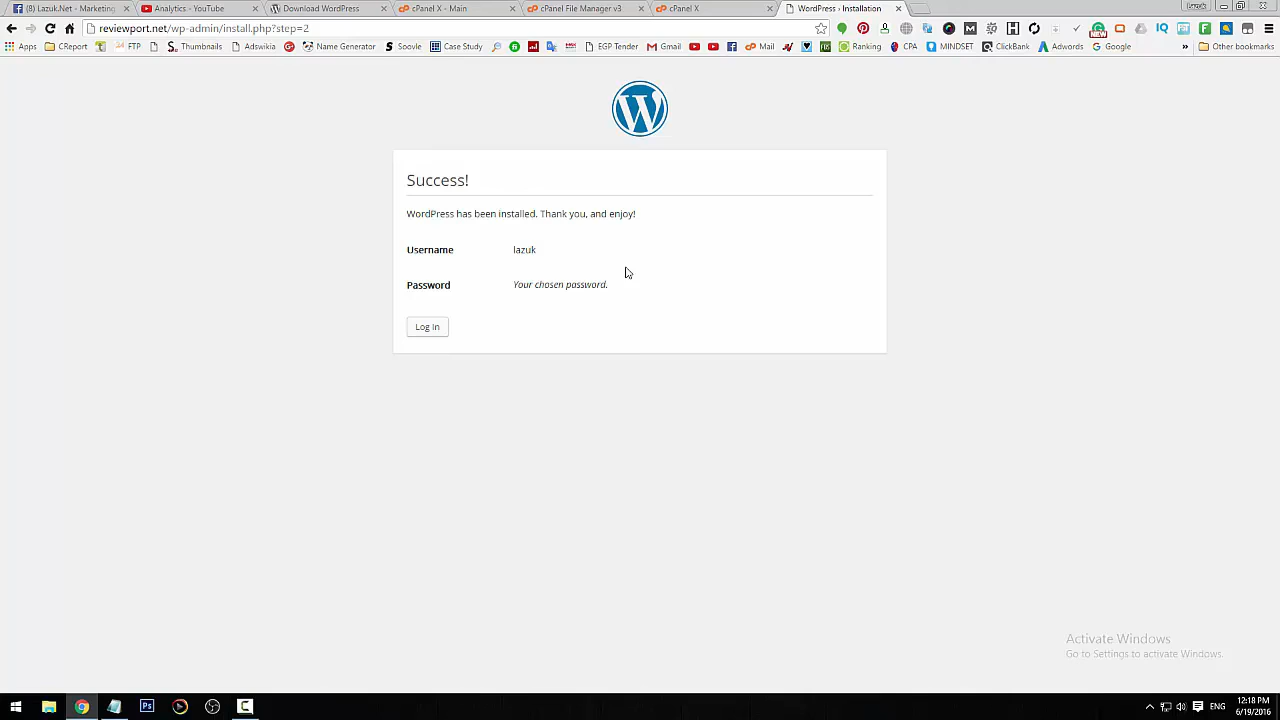 (8) Lazuk.Net - Marketing
Analytics - YouTube
Download WordPress
cPanel X - Main
cPanel File Manager v3
cPanel X
WordPress › Installation
reviewport.net/wp-admin/install.php?step=2
Apps
CReport
FTP
Thumbnails
Adswikia
Name Generator
Soovle
Case Study
EGP Tender
Gmail
Mail
Ranking
CPA
MINDSET
ClickBank
Adwords
Google
»
Other bookmarks
Success!
WordPress has been installed. Thank you, and enjoy!
Username lazuk
Password Your chosen password.
Log In
Activate Windows
Go to Settings to activate Windows.
ENG
12:18 PM
6/19/2016